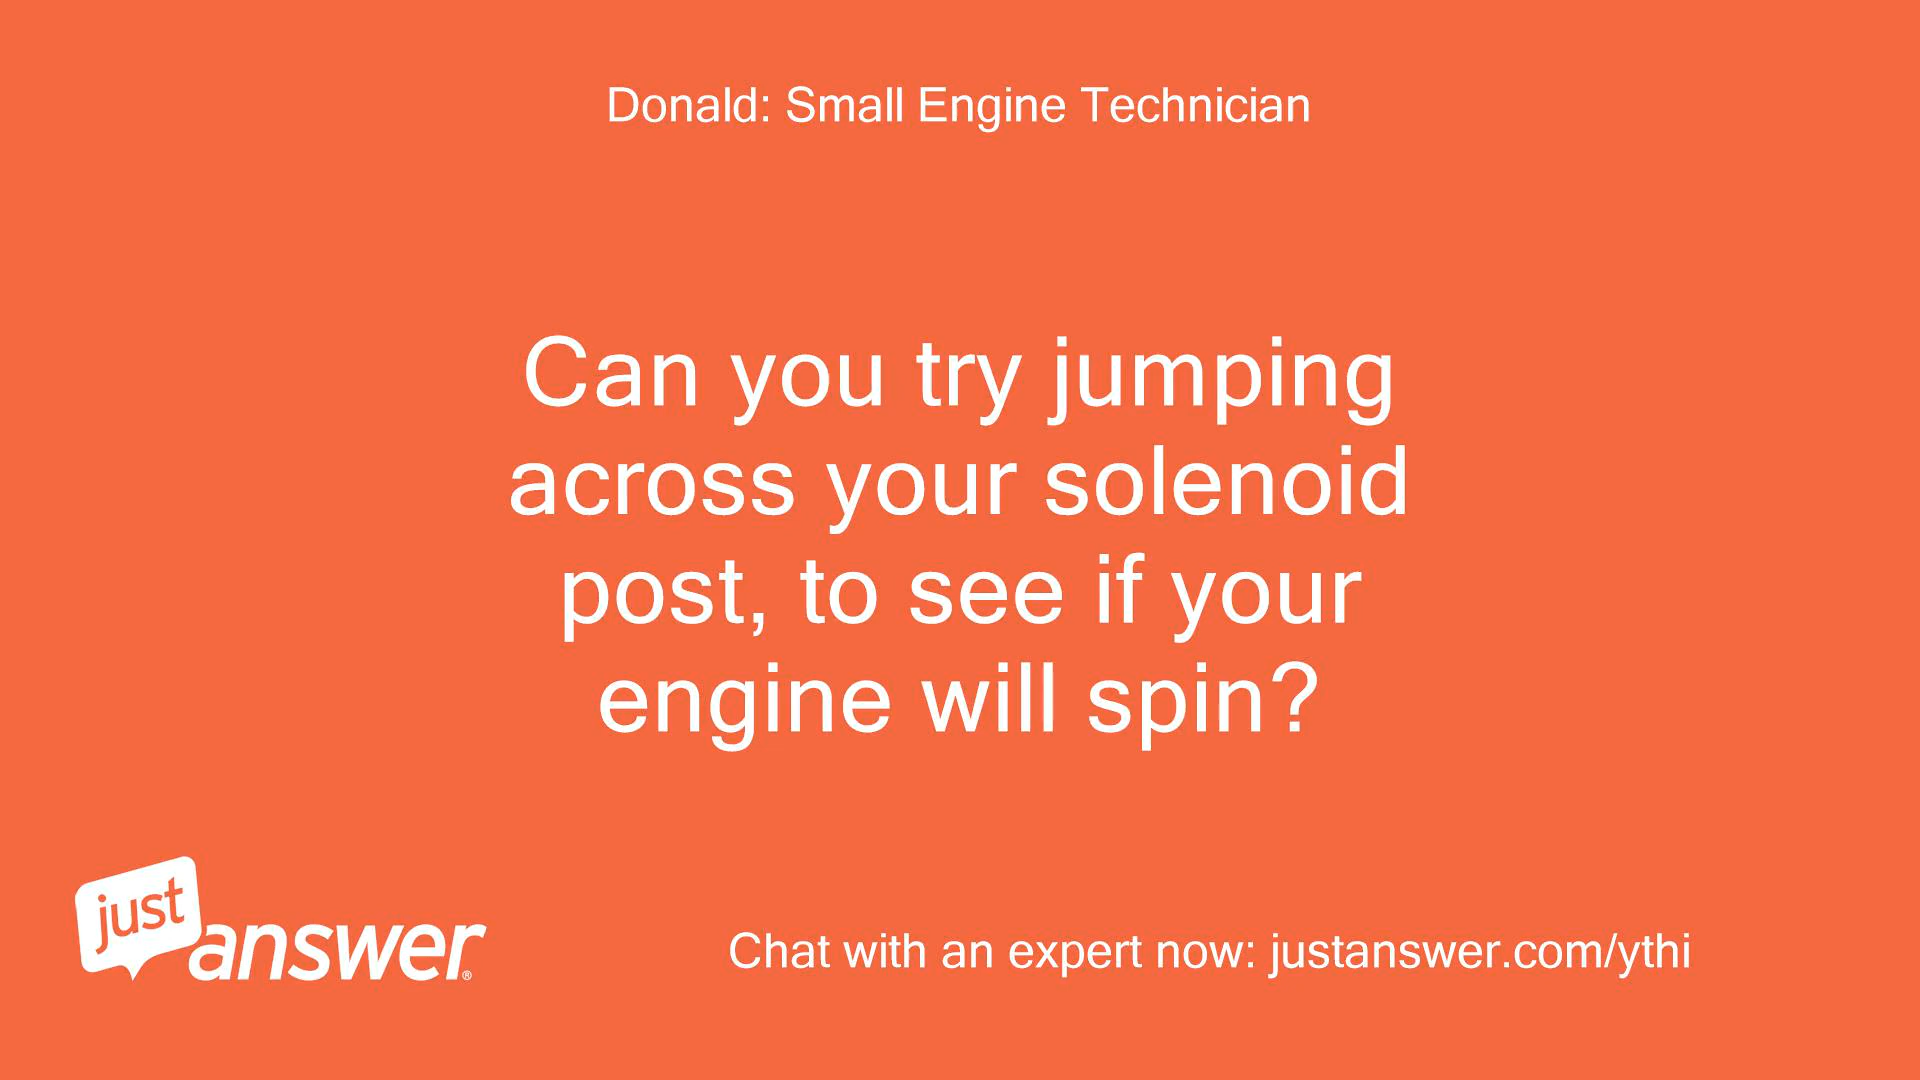 Donald: Small Engine Technician
Can you try jumping
across your solenoid
post, to see if your
engine will spin?
just
answer®
Chat with an expert now: justanswer.com/ythi